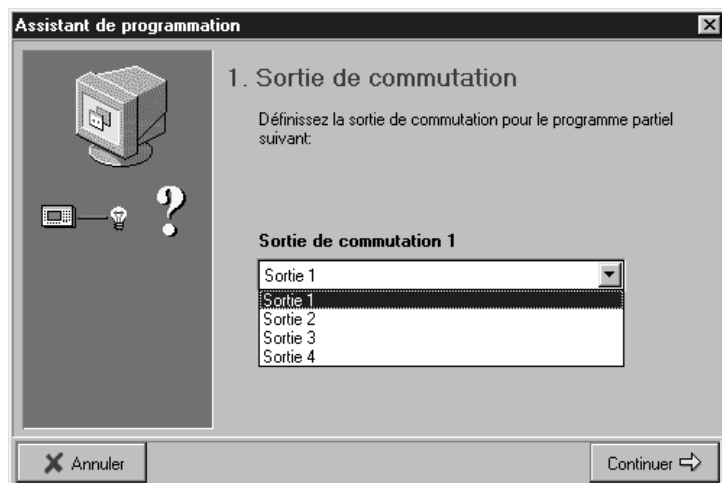 Assistant de programmation
1. Sortie de commutation
Définissez la sortie de commutation pour le programme partiel
suivant:
?
Sortie de commutation 1
Sortie 1
Sortie 1
Sortie 2
Sortie 3
Sortie 4
Annuler
Continuer